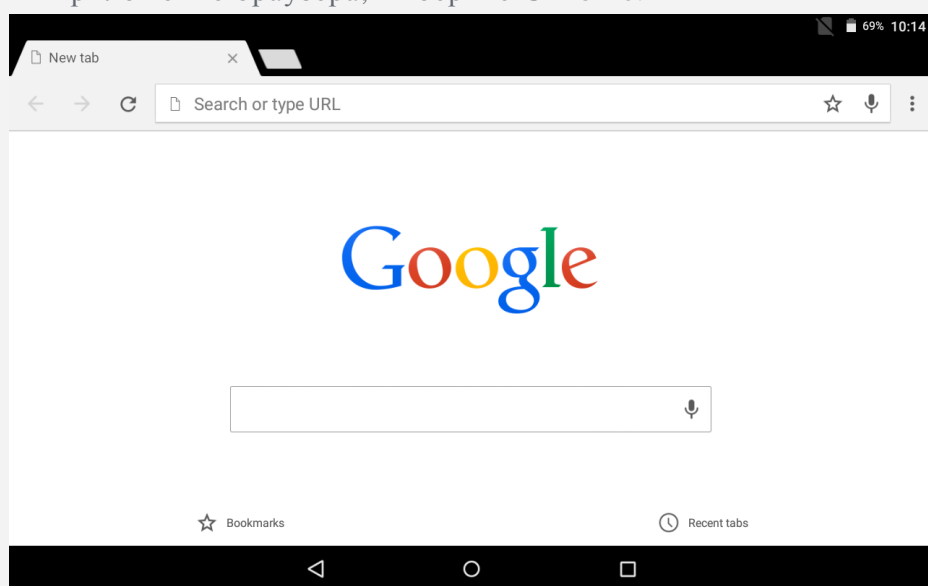 69% 10:14
New tab
Search or type URL
Google
Bookmarks
Recent tabs